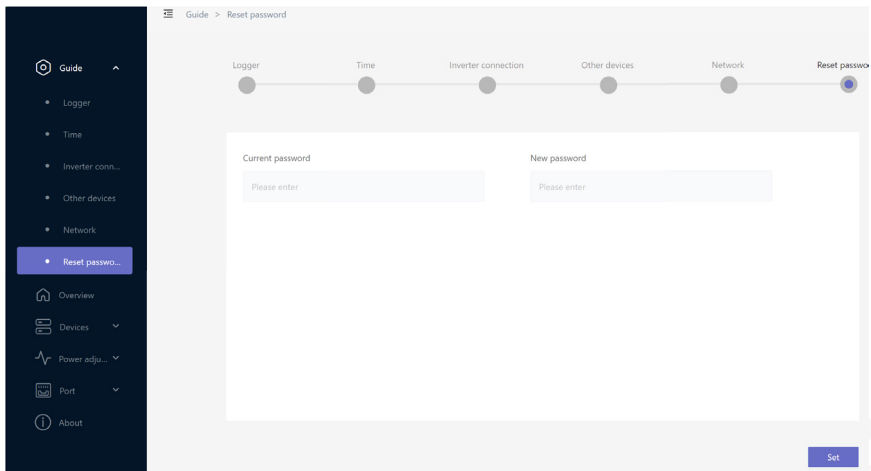 Guide > Reset password
Guide
Logger
Time
Inverter conn...
Other devices
Network
Reset passwo...
Overview
Devices
Power adju...
Port
About
Logger
Time
Inverter connection
Other devices
Network
Reset passwo
Current password
New password
Please enter
Please enter
Set